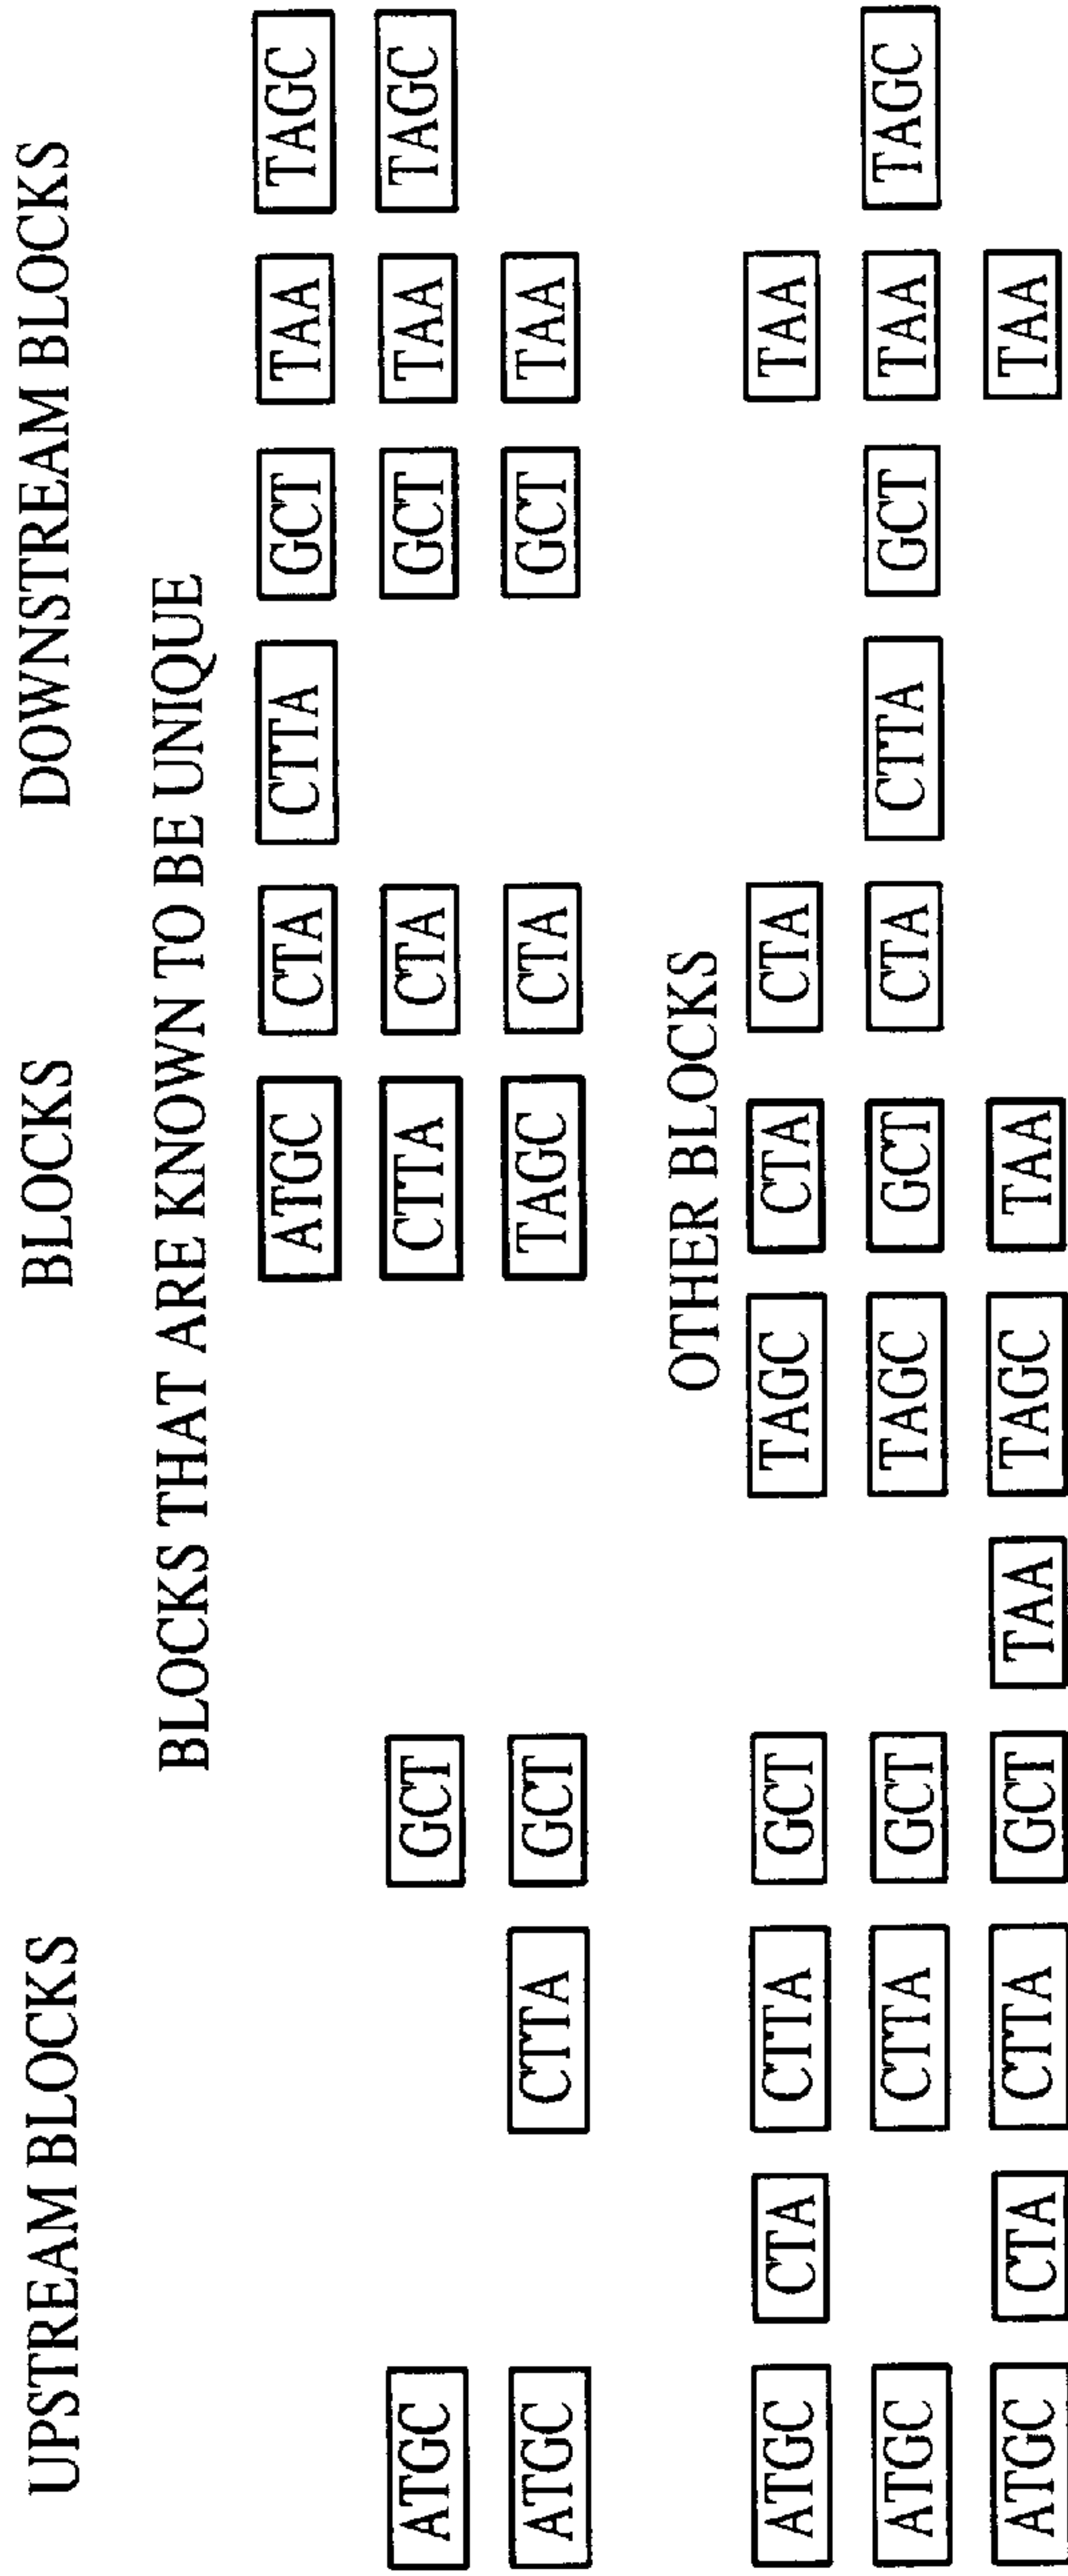 UPSTREAM BLOCKS BLOCKS DOWNSTREAM BLOCKS
BLOCKS THAT ARE KNOWN TO BE UNIQUE
ATGC CTA CTTA GCT TAA TAGC
ATGC GCT CTTA CTA GCT TAA TAGC
ATGC CTTA GCT TAGC CTA GCT TAA
OTHER BLOCKS
ATGC CTA CTTA GCT TAGC CTA CTA TAA
ATGC CTTA GCT TAGC GCT CTA CTTA GCT TAA TAGC
ATGC CTA CTTA GCT TAA TAGC TAA TAA